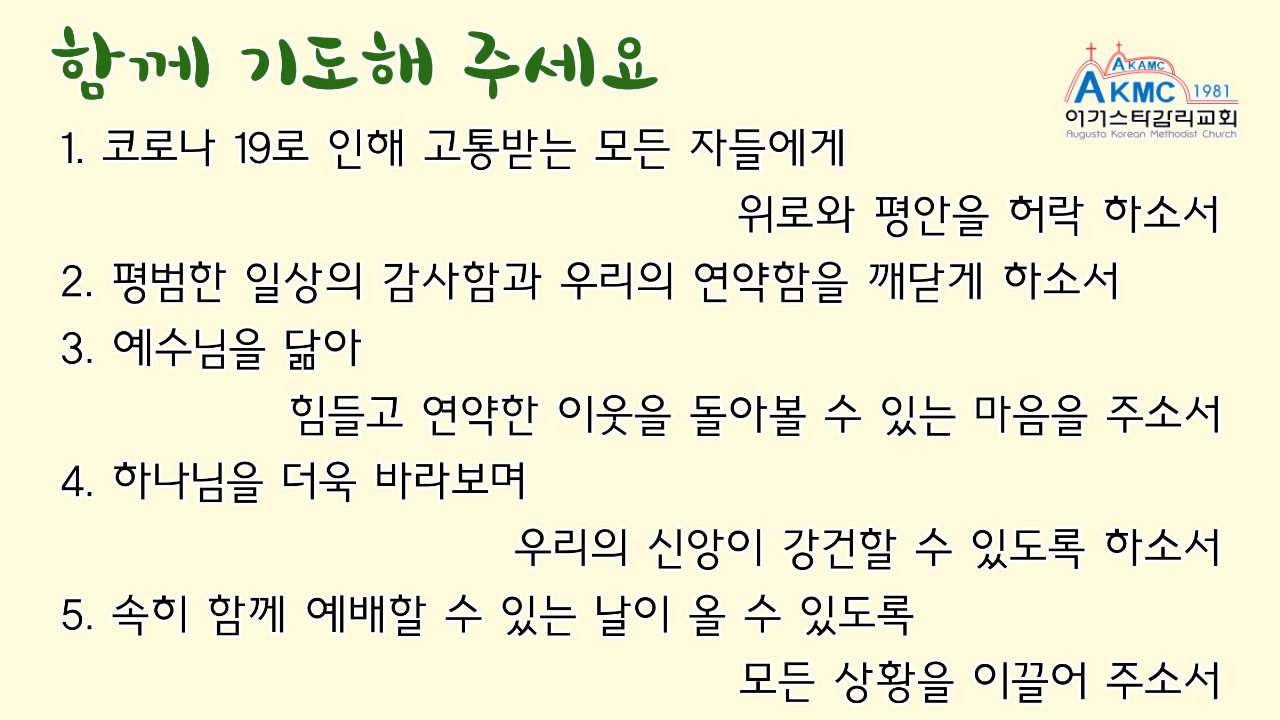 함께 기도해 주세요
AKAMC
AKMC 1981
어거스타감리교회
Augusta Korean Methodist Church
1. 코로나 19로 인해 고통받는 모든 자들에게
위로와 평안을 허락 하소서
2. 평범한 일상의 감사함과 우리의 연약함을 깨닫게 하소서
3. 예수님을 닮아
힘들고 연약한 이웃을 돌아볼 수 있는 마음을 주소서
4. 하나님을 더욱 바라보며
우리의 신앙이 강건할 수 있도록 하소서
5. 속히 함께 예배할 수 있는 날이 올 수 있도록
모든 상황을 이끌어 주소서